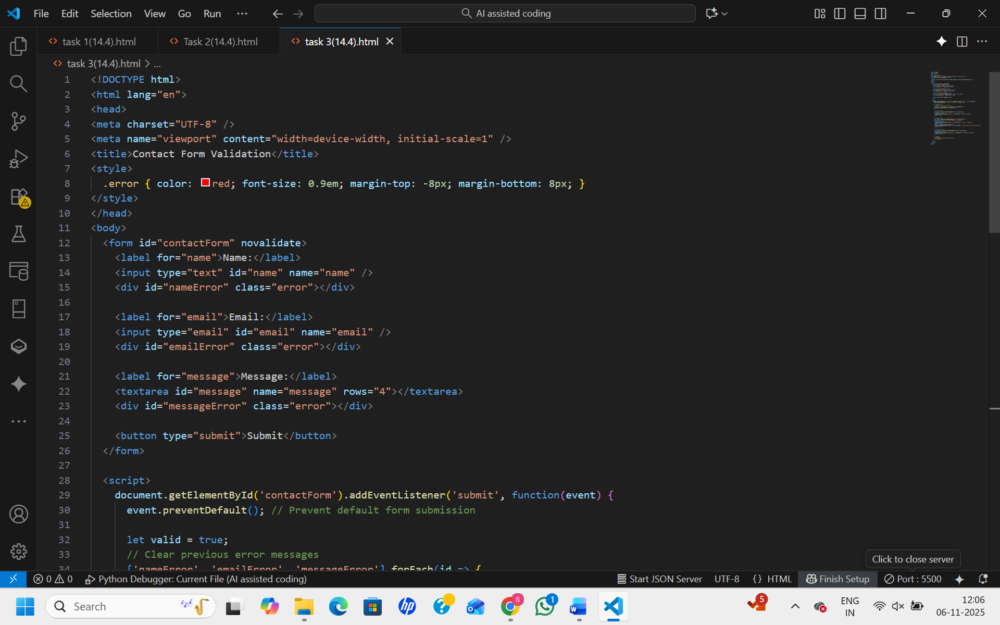 File Edit Selection View Go Run ··· AI assisted coding
task 1(14.4).html Task 2(14.4).html task 3(14.4).html
task 3(14.4).html > ...
1 <!DOCTYPE html>
2 <html lang="en">
3 <head>
4 <meta charset="UTF-8" />
5 <meta name="viewport" content="width=device-width, initial-scale=1" />
6 <title>Contact Form Validation</title>
7 <style>
8 .error { color: red; font-size: 0.9em; margin-top: -8px; margin-bottom: 8px; }
9 </style>
10 </head>
11 <body>
12 <form id="contactForm" novalidate>
13 <label for="name">Name:</label>
14 <input type="text" id="name" name="name" />
15 <div id="nameError" class="error"></div>
16
17 <label for="email">Email:</label>
18 <input type="email" id="email" name="email" />
19 <div id="emailError" class="error"></div>
20
21 <label for="message">Message:</label>
22 <textarea id="message" name="message" rows="4"></textarea>
23 <div id="messageError" class="error"></div>
24
25 <button type="submit">Submit</button>
26 </form>
27
28 <script>
29 document.getElementById('contactForm').addEventListener('submit', function(event) {
30 event.preventDefault(); // Prevent default form submission
31
32 let valid = true;
33 // Clear previous error messages
34 ['nameError', 'emailError', 'messageError'].forEach(id => {
Click to close server
0 0 Python Debugger: Current File (AI assisted coding) Start JSON Server UTF-8 {} HTML Finish Setup Port : 5500
Search hp S 1 5 ENG IN 12:06
06-11-2025